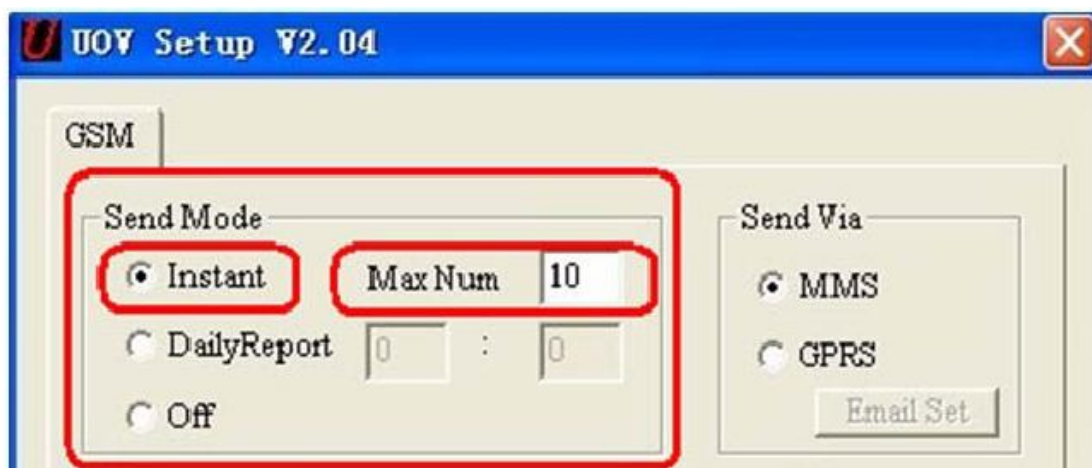 UOV Setup V2.04
GSM
Send Mode
Instant Max Num 10
DailyReport 0 : 0
Off
Send Via
MMS
GPRS
Email Set